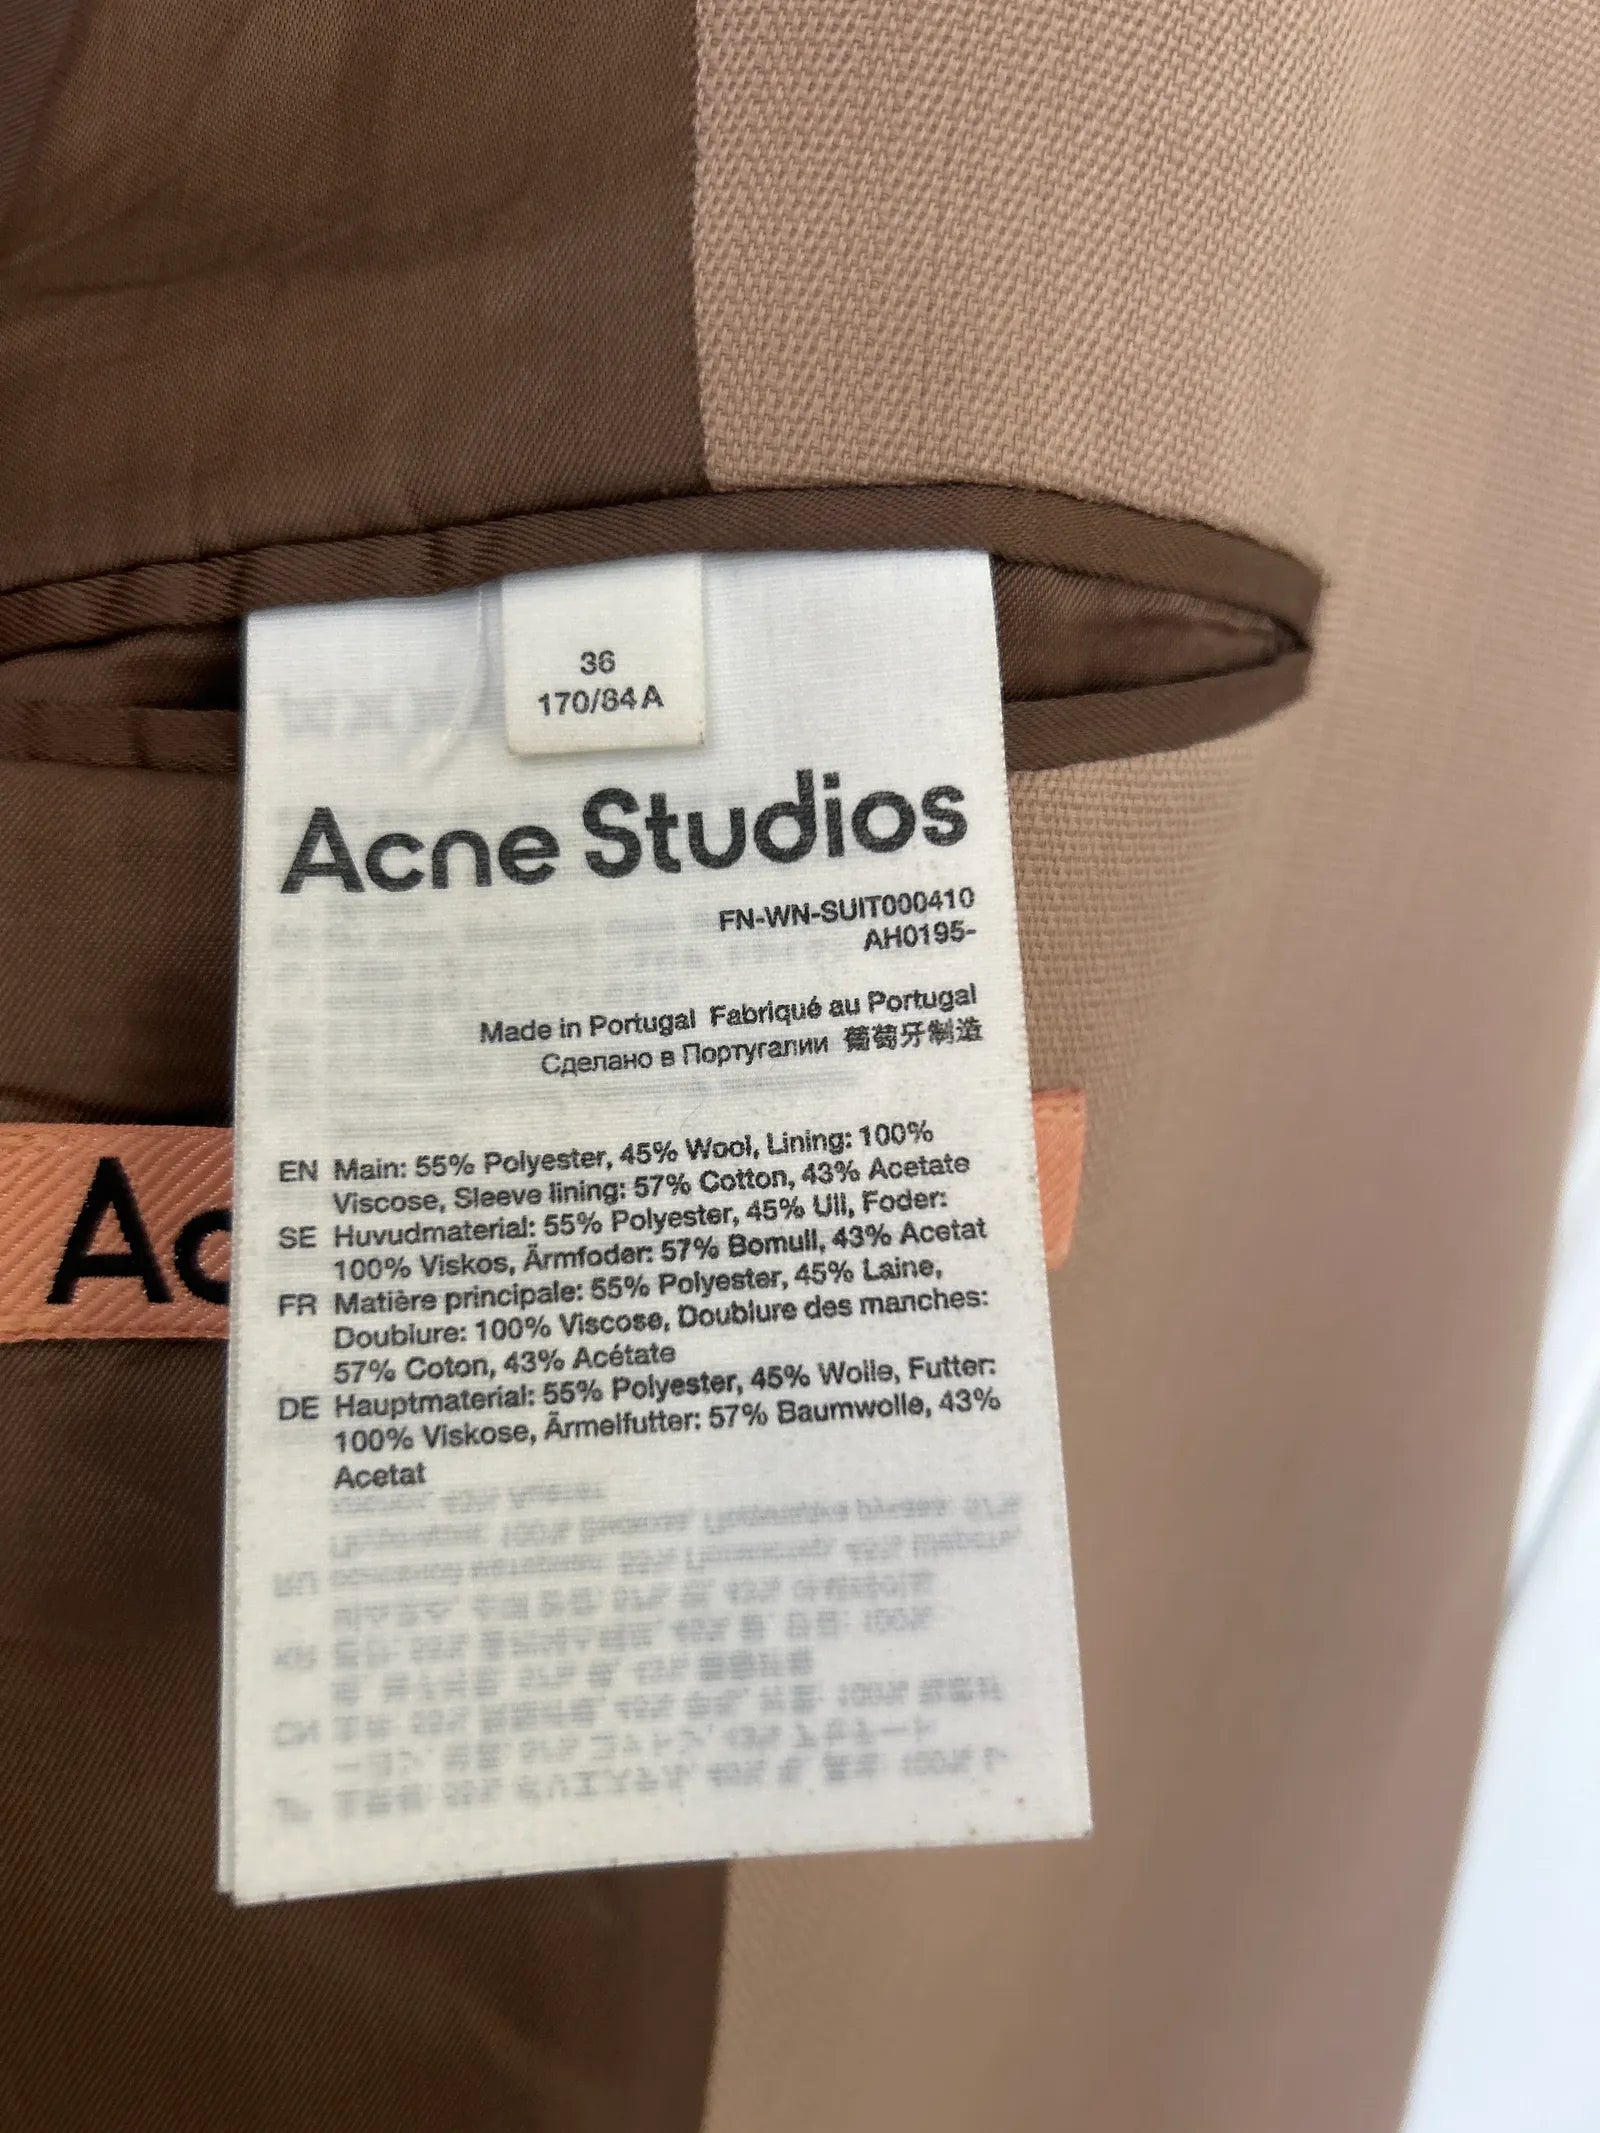 36
170/84A
Acne Studios
FN-WN-SUIT000410
AH0195-
Made in Portugal Fabriqué au Portugal
Сделано в Португалии 葡萄牙制造
EN Main: 55% Polyester, 45% Wool, Lining: 100%
Viscose, Sleeve lining: 57% Cotton, 43% Acetate
SE Huvudmaterial: 55% Polyester, 45% Ull, Foder:
100% Viskos, Ärmfoder: 57% Bomull, 43% Acetat
FR Matière principale: 55% Polyester, 45% Laine,
Doublure: 100% Viscose, Doublure des manches:
57% Coton, 43% Acétate
DE Hauptmaterial: 55% Polyester, 45% Wolle, Futter:
100% Viskose, Ärmelfutter: 57% Baumwolle, 43%
Acetat
Ac